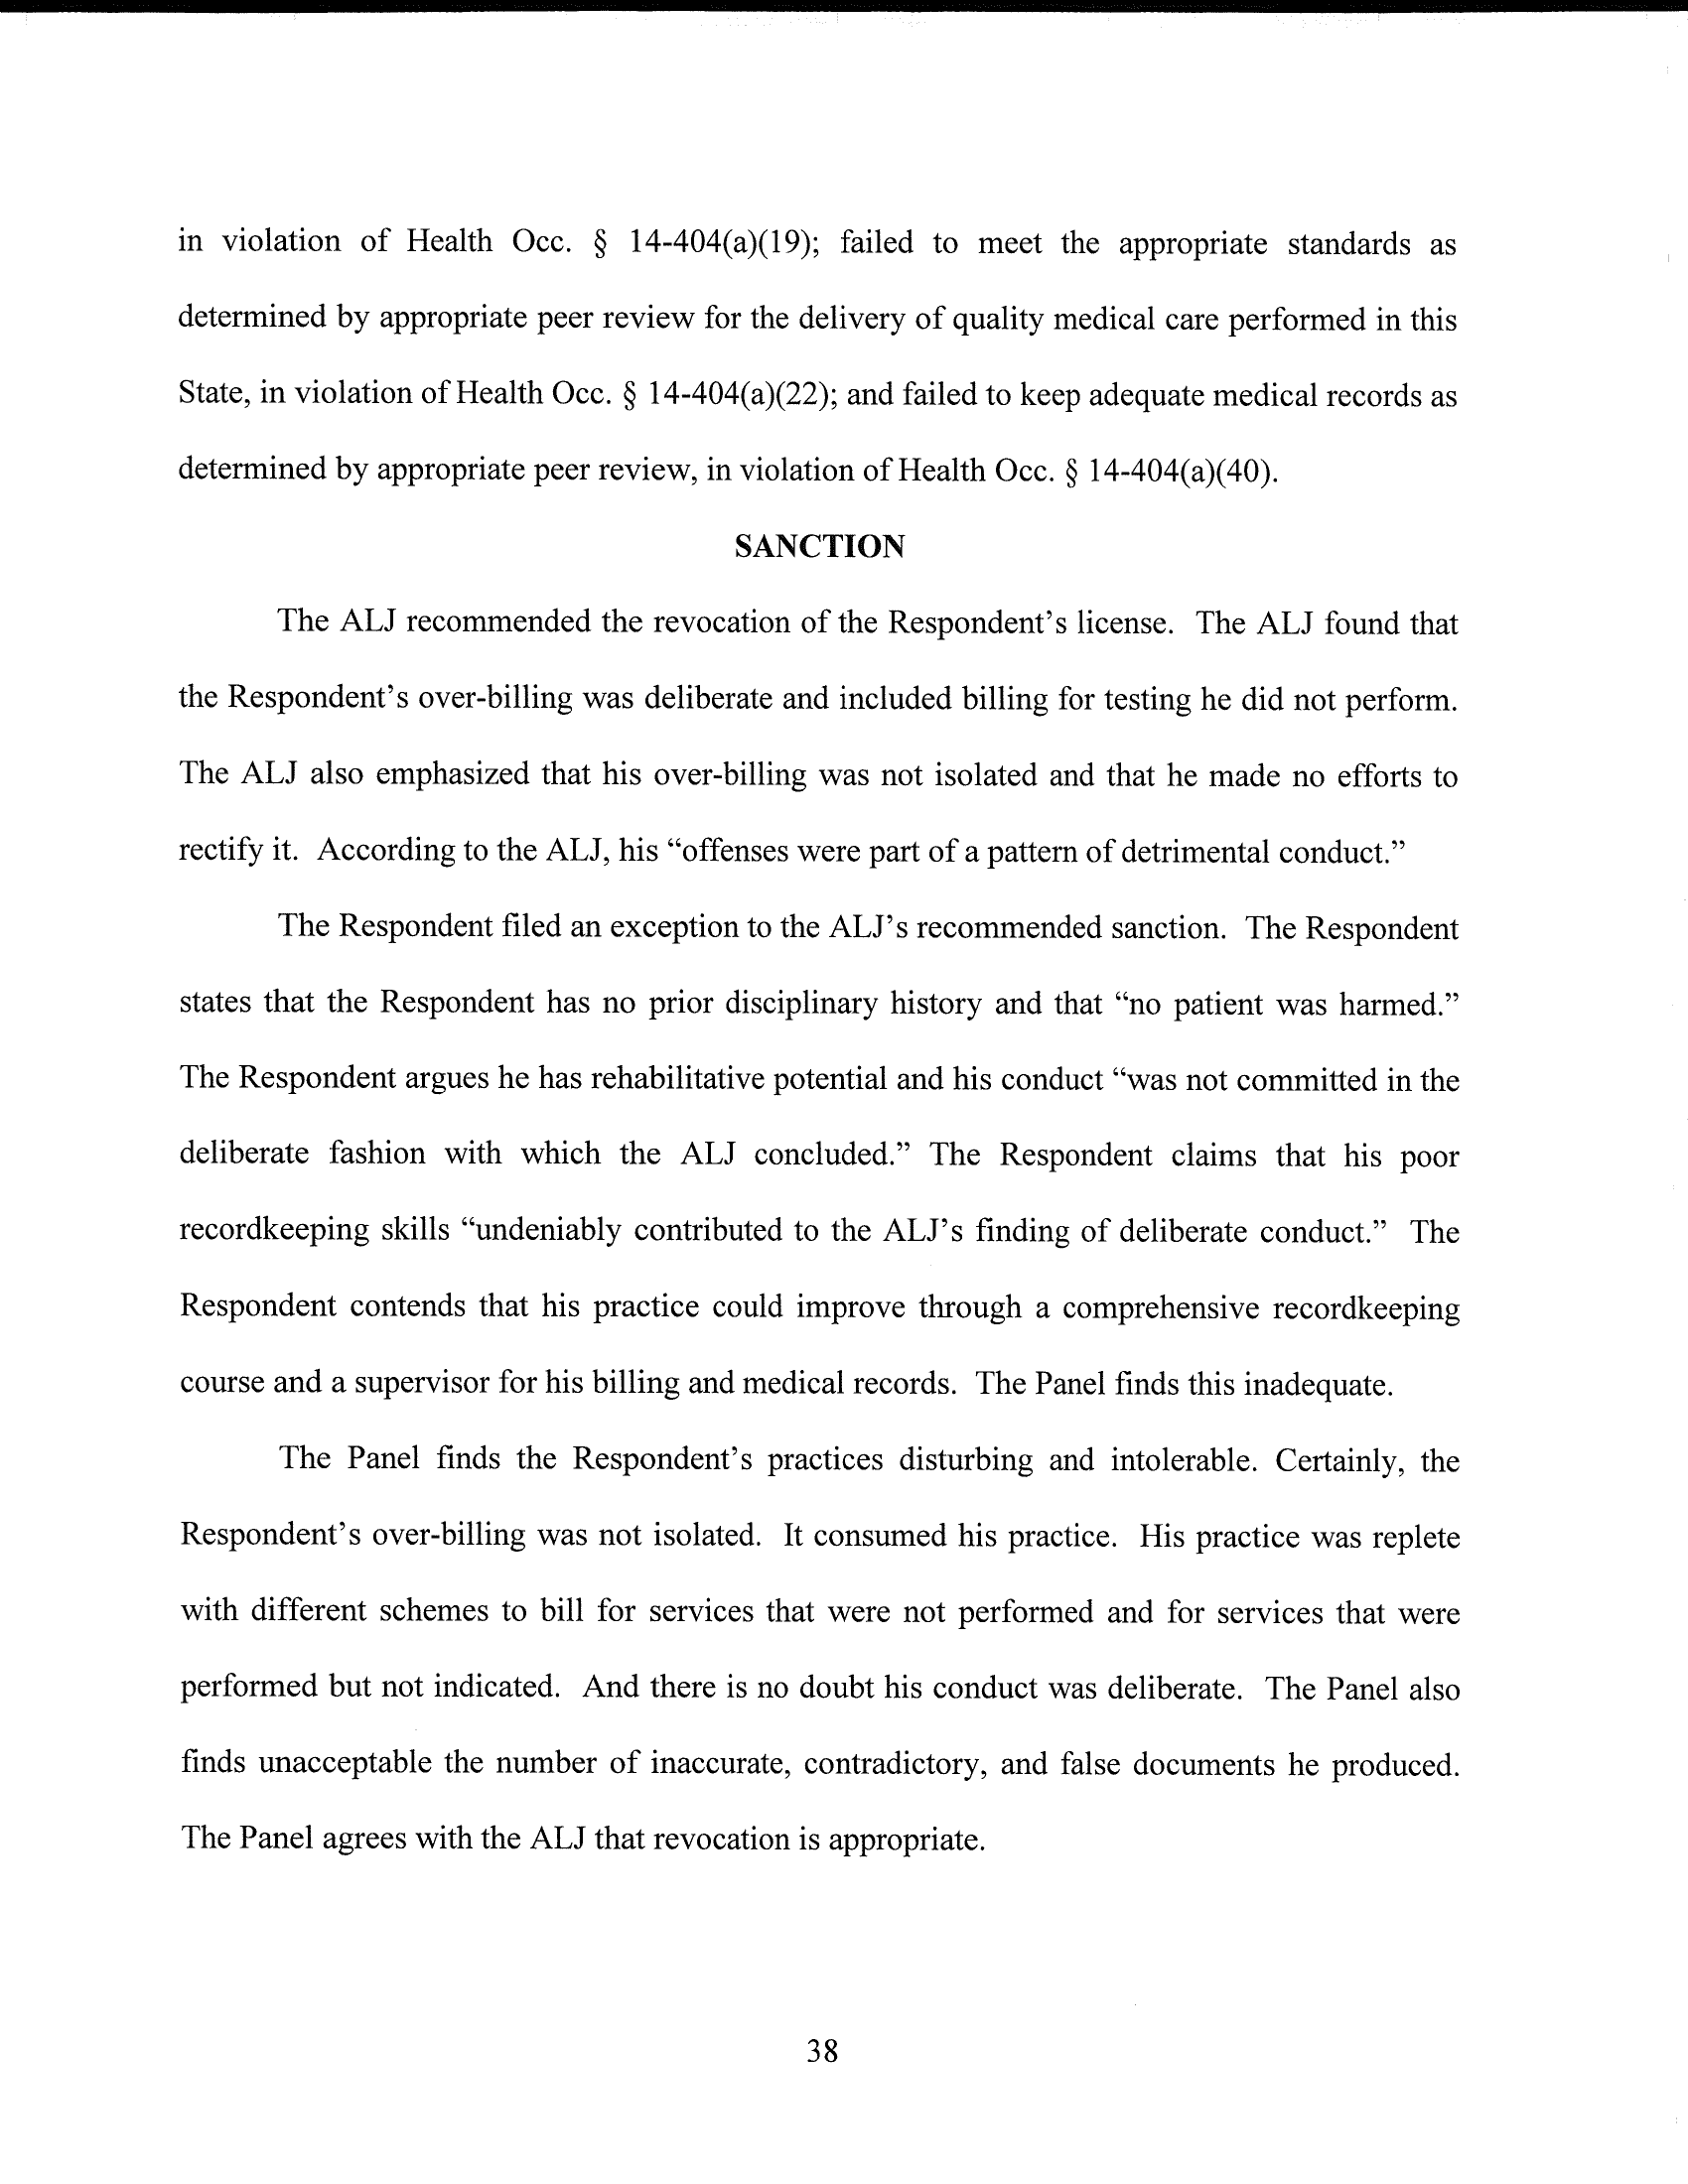 in violation of Health Occ. § 14-404(a)(19); failed to meet the appropriate standards as
determined by appropriate peer review for the delivery of quality medical care performed in this
State, in violation of Health Occ. § 14-404(a)(22); and failed to keep adequate medical records as
determined by appropriate peer review, in violation of Health Occ. § 14-404(a)(40).
SANCTION
The ALJ recommended the revocation of the Respondent's license. The ALJ found that
the Respondent's over-billing was deliberate and included billing for testing he did not perform.
The ALJ also emphasized that his over-billing was not isolated and that he made no efforts to
rectify it. According to the ALJ, his “offenses were part of a pattern of detrimental conduct.”
The Respondent filed an exception to the ALJ's recommended sanction. The Respondent
states that the Respondent has no prior disciplinary history and that “no patient was harmed.”
The Respondent argues he has rehabilitative potential and his conduct “was not committed in the
deliberate fashion with which the ALJ concluded.” The Respondent claims that his poor
recordkeeping skills “undeniably contributed to the ALJ's finding of deliberate conduct.” The
Respondent contends that his practice could improve through a comprehensive recordkeeping
course and a supervisor for his billing and medical records. The Panel finds this inadequate.
The Panel finds the Respondent's practices disturbing and intolerable. Certainly, the
Respondent's over-billing was not isolated. It consumed his practice. His practice was replete
with different schemes to bill for services that were not performed and for services that were
performed but not indicated. And there is no doubt his conduct was deliberate. The Panel also
finds unacceptable the number of inaccurate, contradictory, and false documents he produced.
The Panel agrees with the ALJ that revocation is appropriate.
38